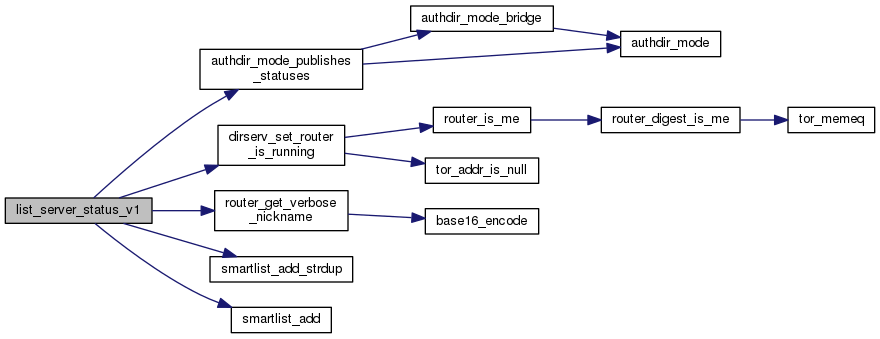 authdir_mode_bridge
authdir_mode
authdir_mode_publishes
_statuses
router_is_me
router_digest_is_me
tor_memeq
dirserv_set_router
_is_running
tor_addr_is_null
list_server_status_v1
router_get_verbose
_nickname
base16_encode
smartlist_add_strdup
smartlist_add